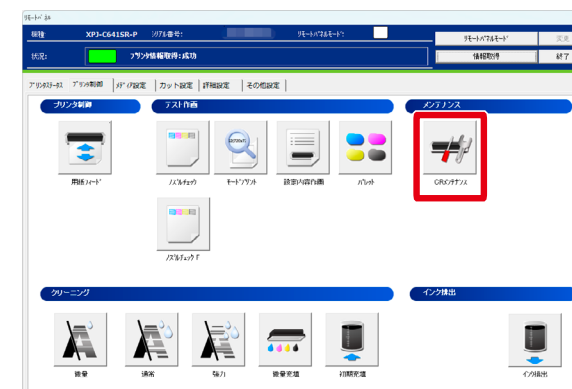 ﾘﾓｰﾄﾊﾟﾈﾙ
機種 XPJ-C641SR-P ｼﾘｱﾙ番号: ﾘﾓｰﾄﾊﾟﾈﾙﾓｰﾄﾞ:
ﾘﾓｰﾄﾊﾟﾈﾙﾓｰﾄﾞ 変更
状況: ﾌﾟﾘﾝﾀ情報取得:成功
情報取得 終了
ﾌﾟﾘﾝﾀｽﾃｰﾀｽ ﾌﾟﾘﾝﾀ制御 ﾒﾃﾞｨｱ設定 カット設定 詳細設定 その他設定
プリンタ制御 テスト作画 メンテナンス
用紙ﾌｨｰﾄﾞ ﾉｽﾞﾙﾁｪｯｸ ﾓｰﾄﾞﾌﾟﾘﾝﾄ 設定内容作画 ﾊﾟﾚｯﾄ CRﾒﾝﾃﾅﾝｽ
ﾉｽﾞﾙﾁｪｯｸ F
クリーニング インク排出
微量 通常 強力 微量充填 初期充填 ｲﾝｸ排出